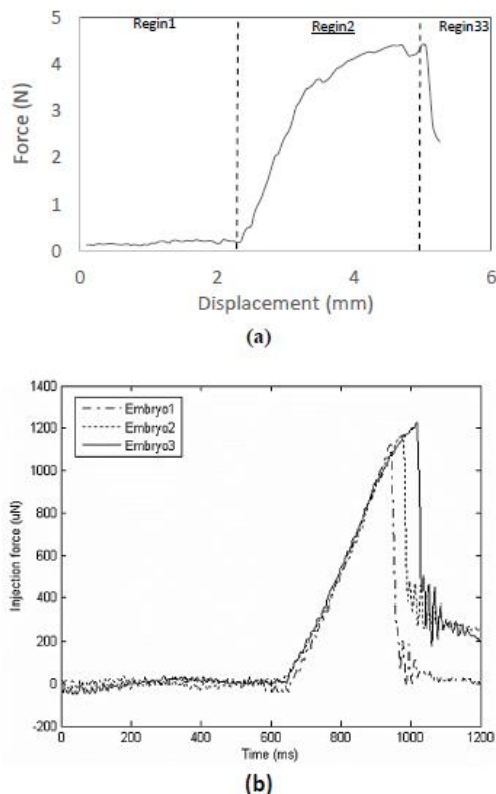 Regin1 Regin2 Regin33
5
4
3
2
1
0
Force (N)
0 2 4 6
Displacement (mm)
(a)
1400
1200
1000
800
600
400
200
0
-200
Injection force (uN)
Embryo1
Embryo2
Embryo3
0 200 400 600 800 1000 1200
Time (ms)
(b)